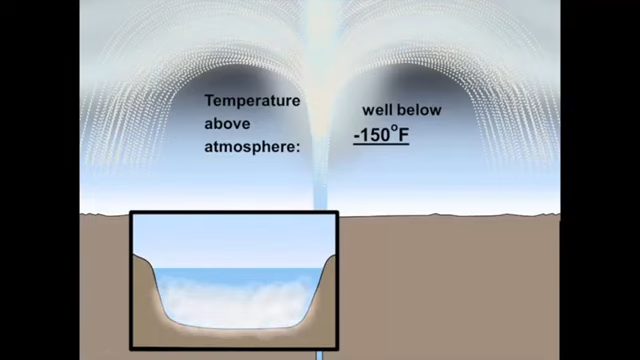 Temperature
above
atmosphere:
well below
-150°F